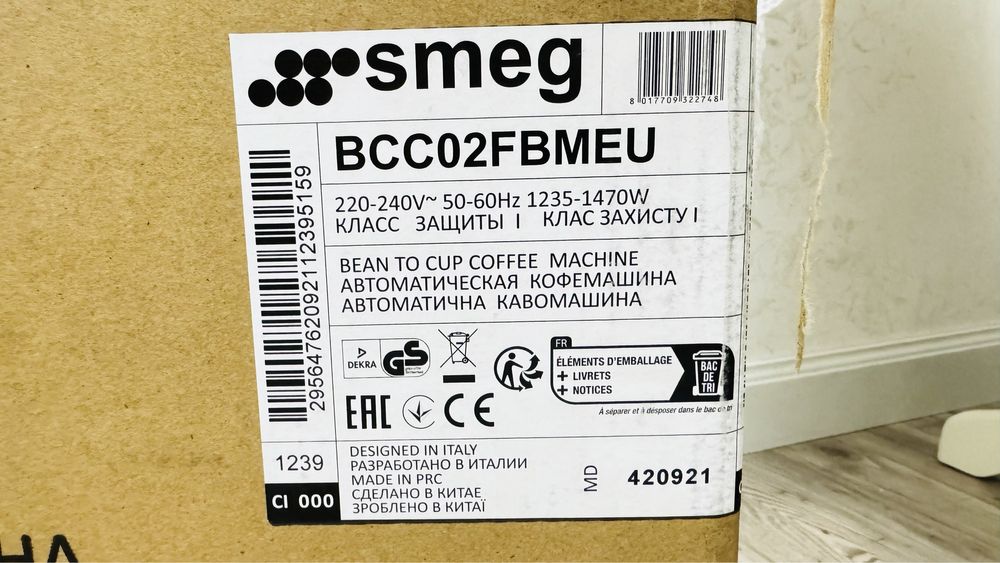 smeg
8 017709 322748
BCC02FBMEU
29564762092112395159
220-240V~ 50-60Hz 1235-1470W
КЛАСС ЗАЩИТЫ I КЛАС ЗАХИСТУ I
BEAN TO CUP COFFEE MACHINE
АВТОМАТИЧЕСКАЯ КОФЕМАШИНА
АВТОМАТИЧНА КАВОМАШИНА
DEKRA
GS
FR
ÉLÉMENTS D'EMBALLAGE
+ LIVRETS
+ NOTICES
BAC
DE
TRI
À séparer et à déposer dans le bac de tri
EAC
CE
1239
CI 000
DESIGNED IN ITALY
РАЗРАБОТАНО В ИТАЛИИ
MADE IN PRC
СДЕЛАНО В КИТАЕ
ЗРОБЛЕНО В КИТАЇ
MD
420921